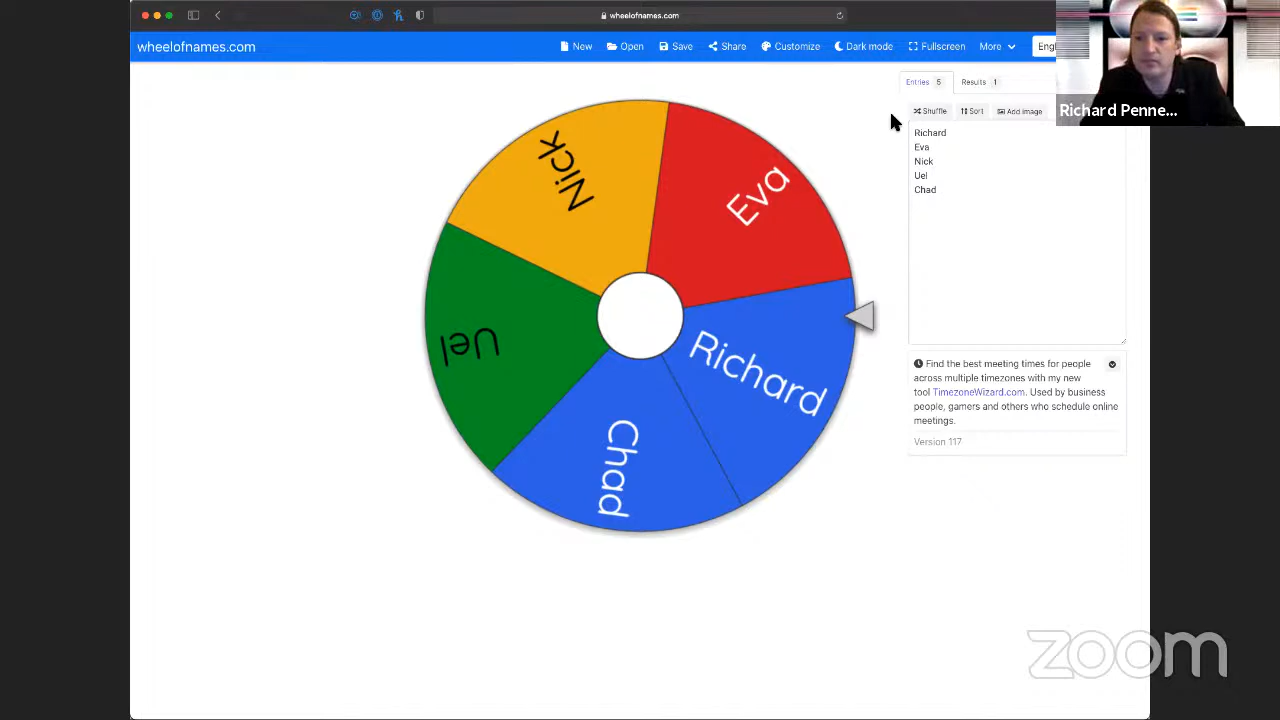 wheelofnames.com
wheelofnames.com
New
Open
Save
Share
Customize
Dark mode
Fullscreen
More
Engl
Richard Penne...
Entries 5
Results 1
Shuffle
Sort
Add image
Richard
Eva
Nick
Uel
Chad
Nick
Eva
Uel
Richard
Chad
Find the best meeting times for people
across multiple timezones with my new
tool TimezoneWizard.com. Used by business
people, gamers and others who schedule online
meetings.
Version 117
zoom